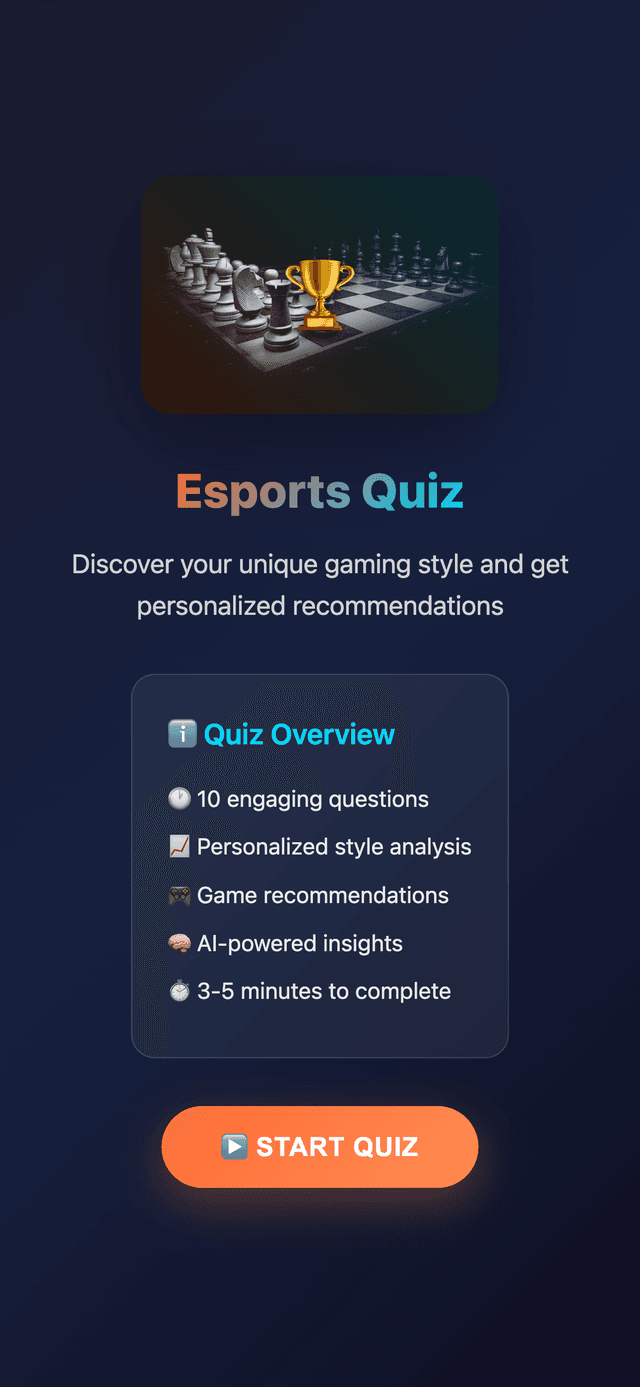 Esports Quiz
Discover your unique gaming style and get
personalized recommendations
Quiz Overview
10 engaging questions
Personalized style analysis
Game recommendations
AI-powered insights
3-5 minutes to complete
START QUIZ